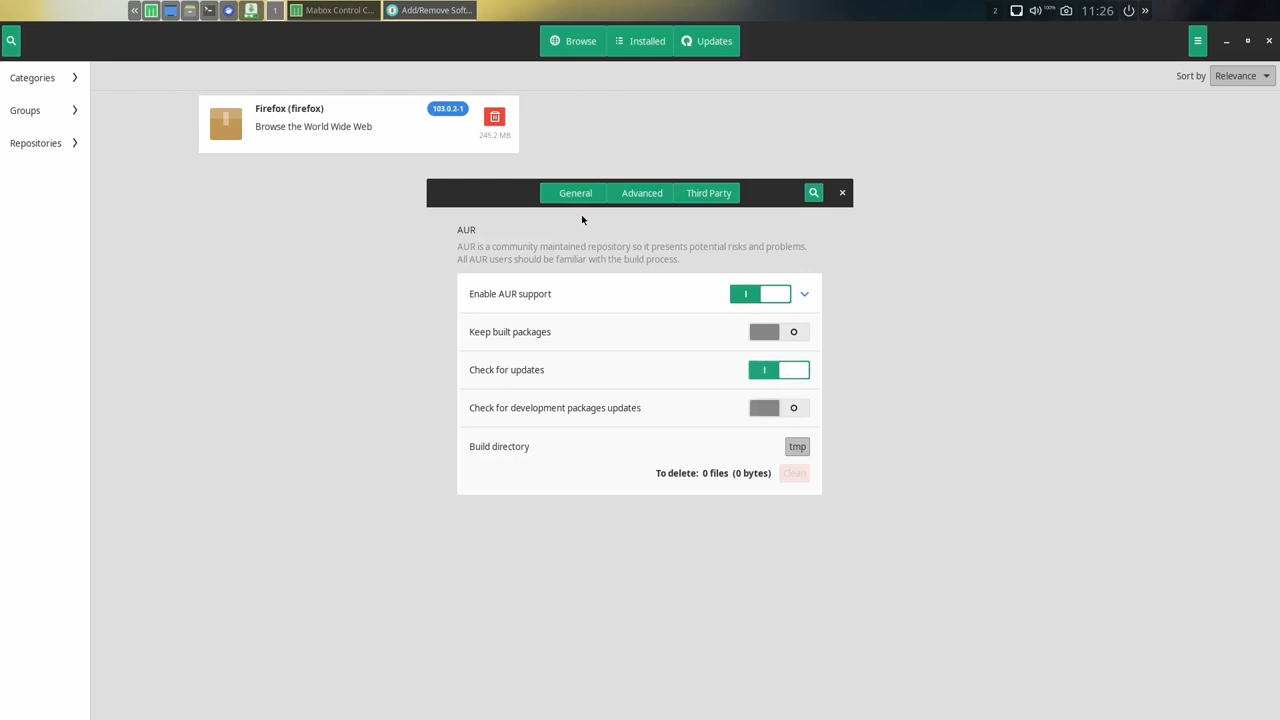 1
Mabox Control C...
Add/Remove Soft...
2
100%
11:26
Browse
Installed
Updates
Categories
Groups
Repositories
Sort by
Relevance
Firefox (firefox)
103.0.2-1
Browse the World Wide Web
245.2 MB
General
Advanced
Third Party
AUR
AUR is a community maintained repository so it presents potential risks and problems.
All AUR users should be familiar with the build process.
Enable AUR support
Keep built packages
Check for updates
Check for development packages updates
Build directory
tmp
To delete: 0 files (0 bytes)
Clean